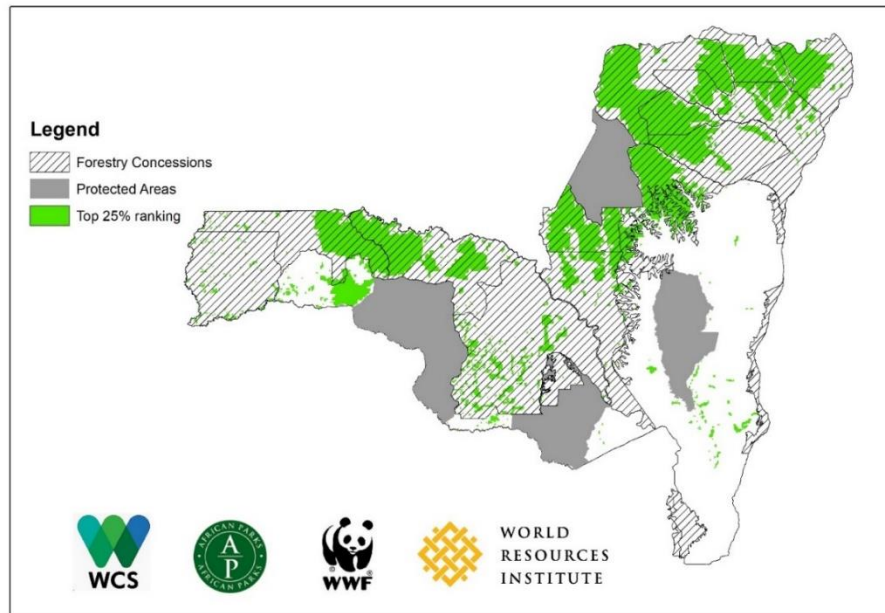 Legend
Forestry Concessions
Protected Areas
Top 25% ranking
WCS
AFRICAN PARKS
AP
AFRICAN PARKS
WWF
WORLD
RESOURCES
INSTITUTE